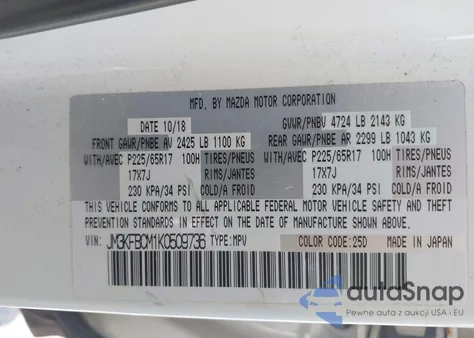 MFD. BY MAZDA MOTOR CORPORATION
DATE 10/18 GVWR/PNBV 4724 LB 2143 KG
FRONT GAWR/PNBE AV 2425 LB 1100 KG REAR GAWR/PNBE AR 2299 LB 1043 KG
WITH/AVEC P225/65R17 100H TIRES/PNEUS WITH/AVEC P225/65R17 100H TIRES/PNEUS
17X7J RIMS/JANTES 17X7J RIMS/JANTES
230 KPA/34 PSI COLD/A FROID 230 KPA/34 PSI COLD/A FROID
THIS VEHICLE CONFORMS TO ALL APPLICABLE FEDERAL MOTOR VEHICLE SAFETY
AND THEFT PREVENTION STANDARDS IN EFFECT ON THE
DATE OF MANUFACTURE SHOWN ABOVE.
VIN: JM3KFBCM1K0509736 TYPE: MPV COLOR CODE: 25D MADE IN JAPAN
autoSnap
Pewne auta z aukcji USA - EU